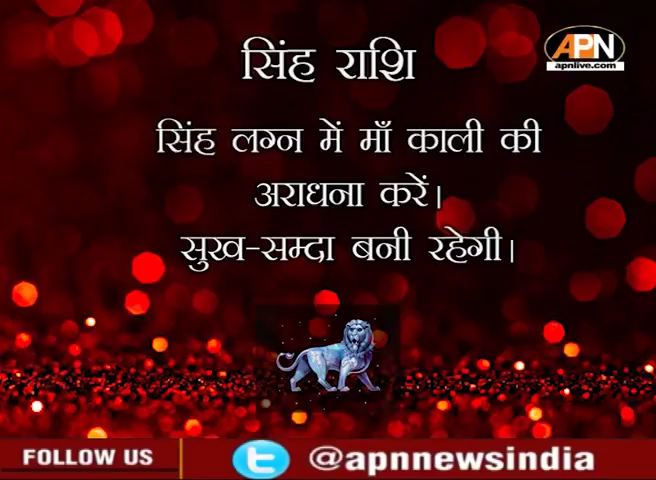 सिंह राशि
APN
apnlive.com
सिंह लग्न में माँ काली की
अराधना करें।
सुख-सम्दा बनी रहेगी।
FOLLOW US
@apnnewsindia